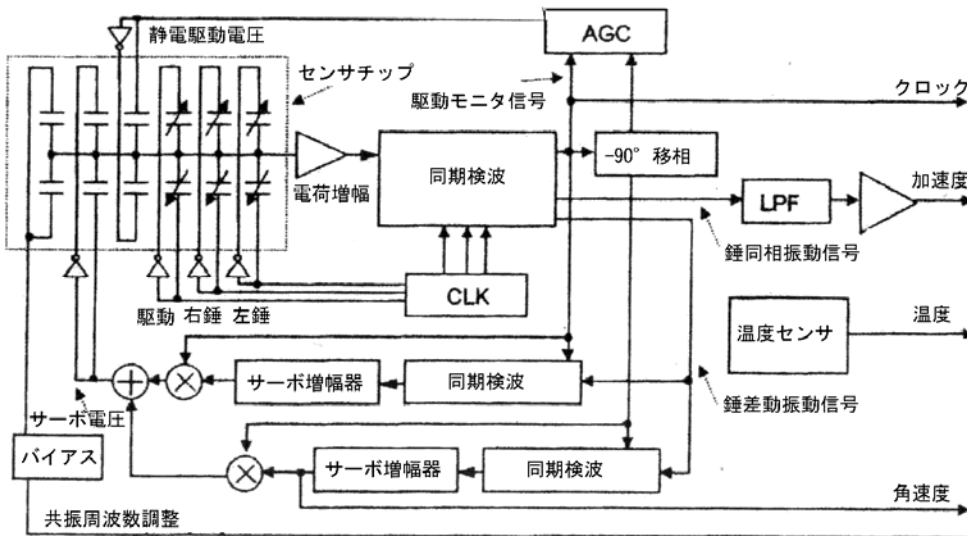 静電駆動電圧
AGC
センサチップ
駆動モニタ信号
クロック
-90° 移相
電荷増幅
同期検波
LPF
加速度
錘同相振動信号
CLK
駆動
右錘
左錘
温度センサ
温度
サーボ増幅器
同期検波
錘差動振動信号
サーボ電圧
バイアス
サーボ増幅器
同期検波
角速度
共振周波数調整